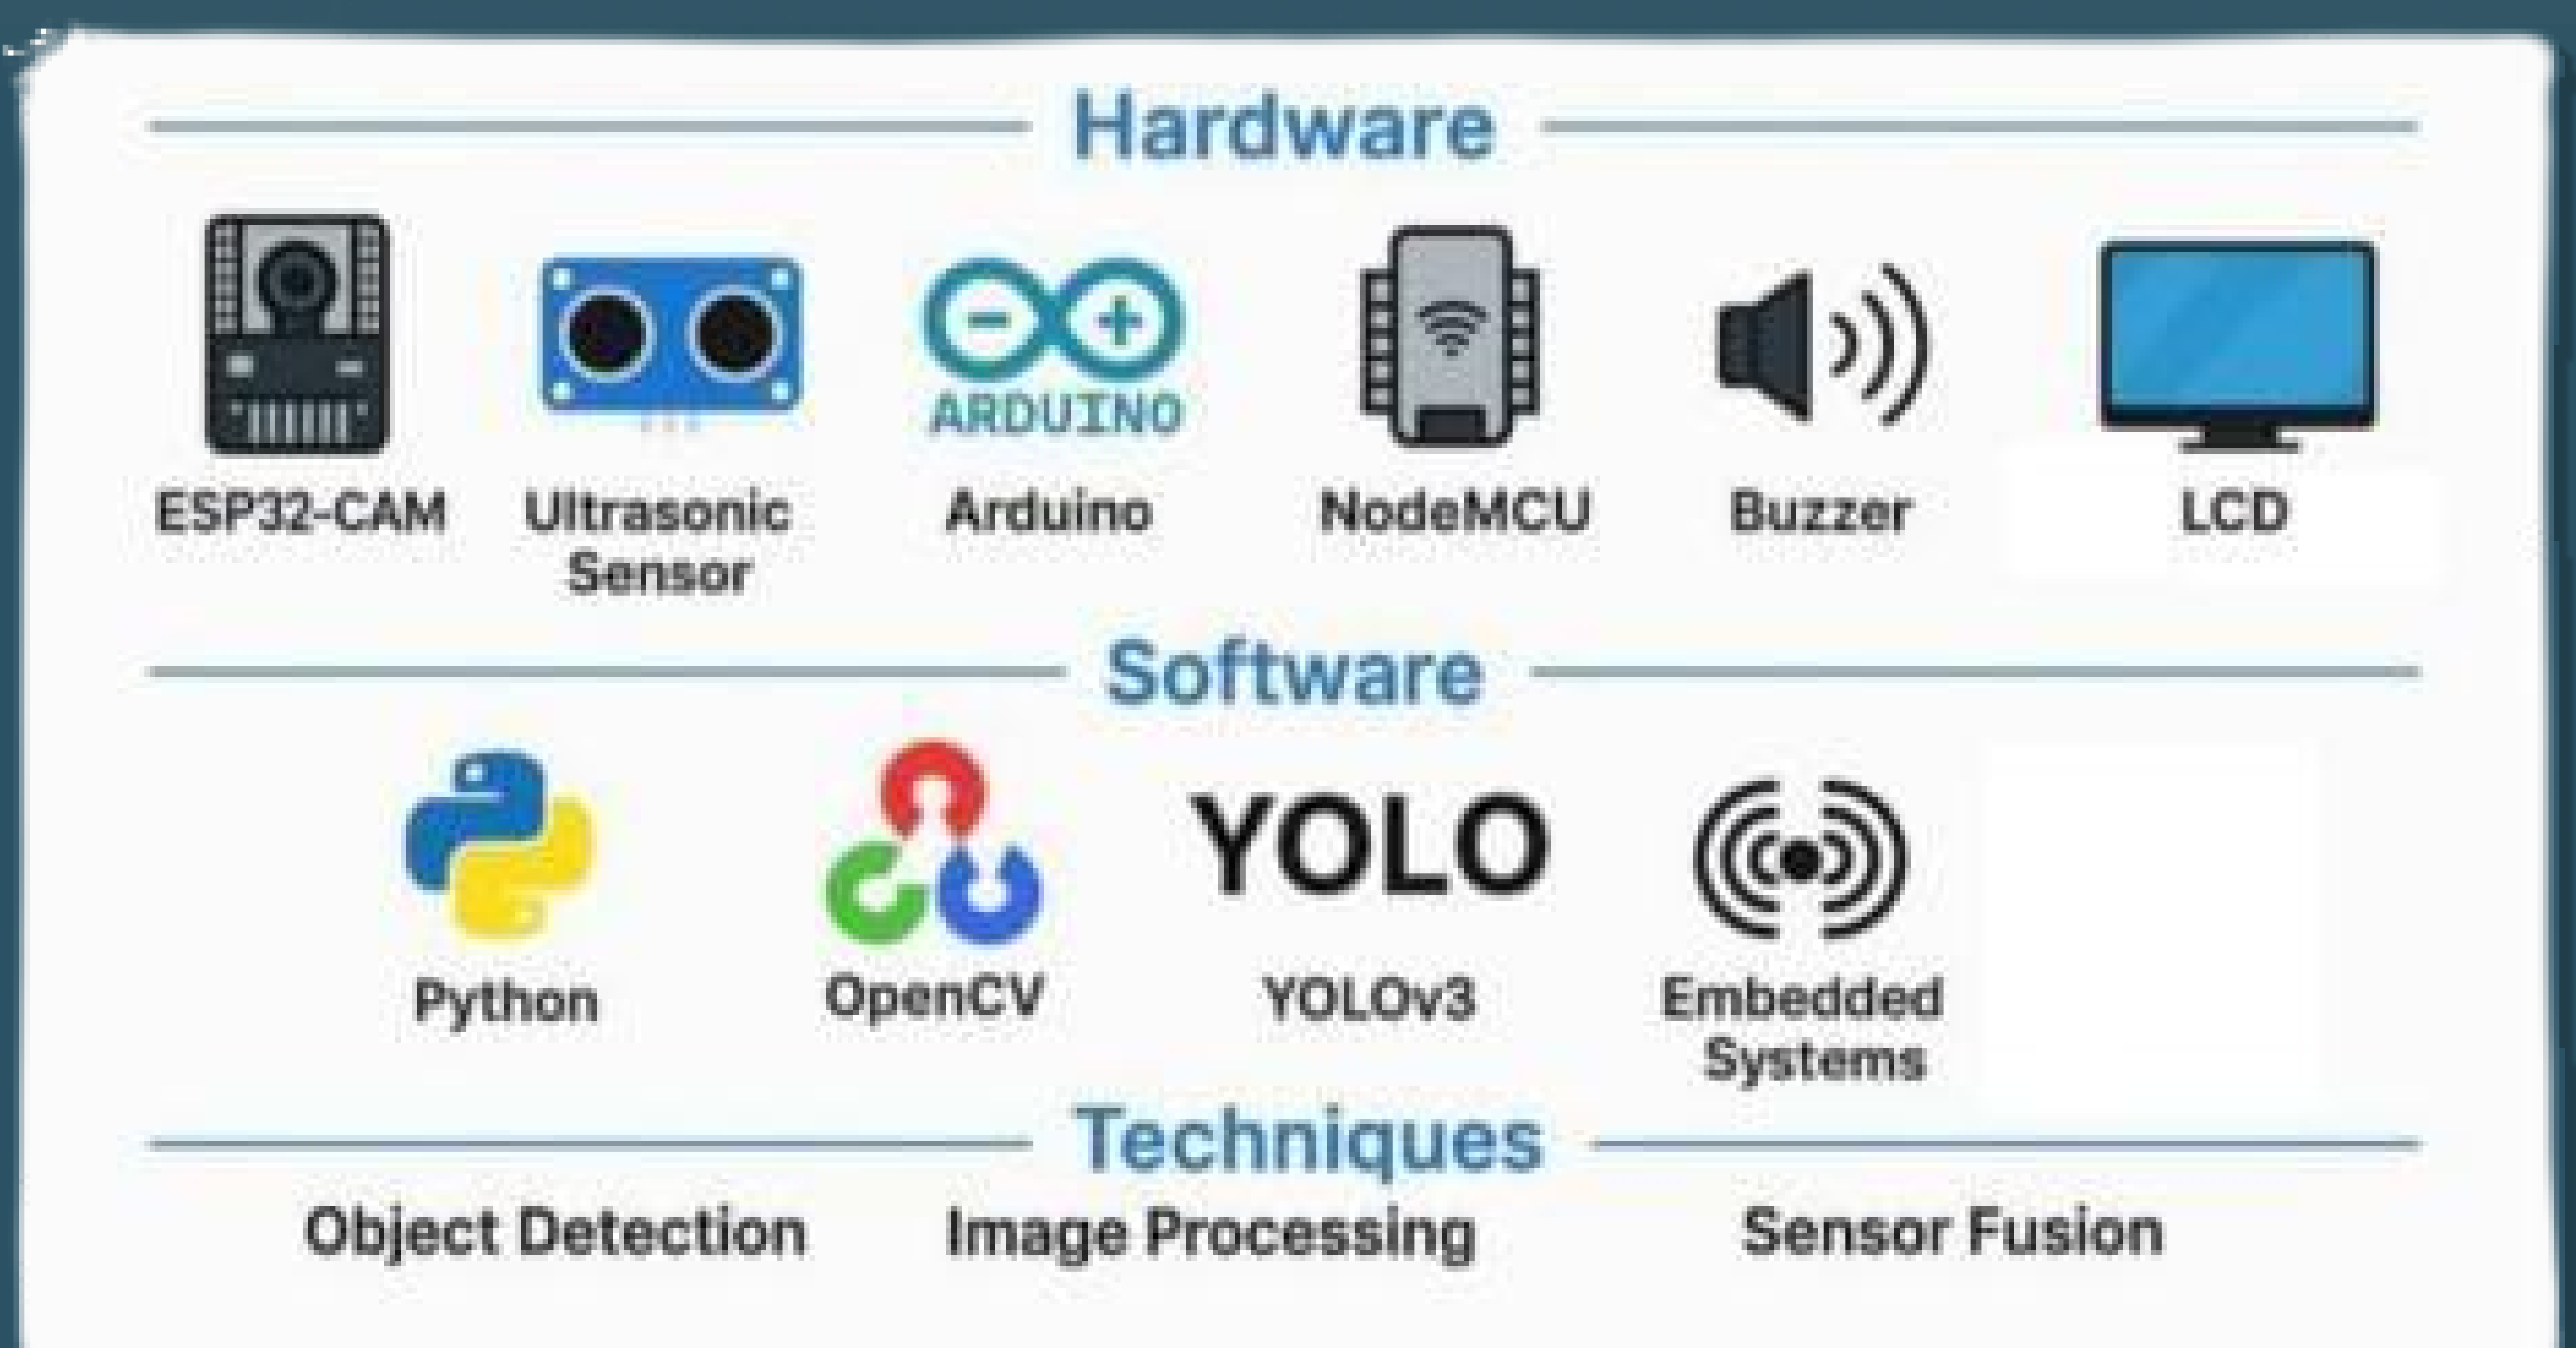 Hardware
ARDUINO
ESP32-CAM Ultrasonic Sensor Arduino NodeMCU Buzzer LCD
Software
YOLO
Python OpenCV YOLOv3 Embedded Systems
Techniques
Object Detection Image Processing Sensor Fusion